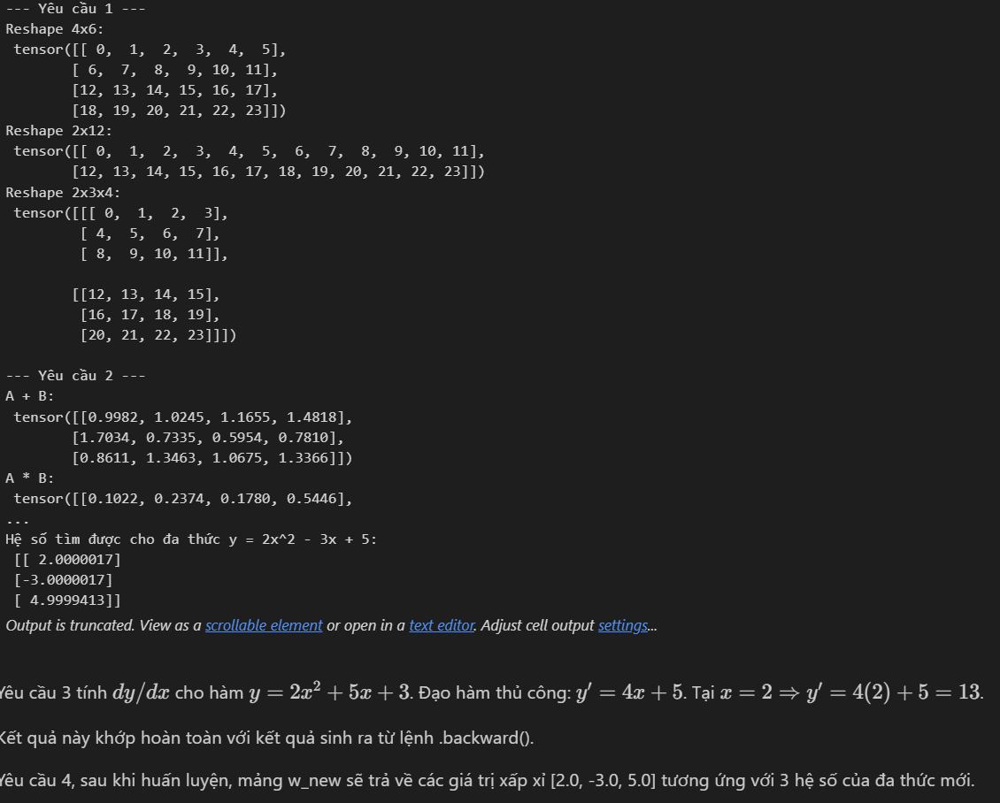 --- Yêu cầu 1 ---
Reshape 4x6:
 tensor([[ 0,  1,  2,  3,  4,  5],
        [ 6,  7,  8,  9, 10, 11],
        [12, 13, 14, 15, 16, 17],
        [18, 19, 20, 21, 22, 23]])
Reshape 2x12:
 tensor([[ 0,  1,  2,  3,  4,  5,  6,  7,  8,  9, 10, 11],
        [12, 13, 14, 15, 16, 17, 18, 19, 20, 21, 22, 23]])
Reshape 2x3x4:
 tensor([[[ 0,  1,  2,  3],
         [ 4,  5,  6,  7],
         [ 8,  9, 10, 11]],

        [[12, 13, 14, 15],
         [16, 17, 18, 19],
         [20, 21, 22, 23]]])

--- Yêu cầu 2 ---
A + B:
 tensor([[0.9982, 1.0245, 1.1655, 1.4818],
        [1.7034, 0.7335, 0.5954, 0.7810],
        [0.8611, 1.3463, 1.0675, 1.3366]])
A * B:
 tensor([[0.1022, 0.2374, 0.1780, 0.5446],
...
Hệ số tìm được cho đa thức y = 2x^2 - 3x + 5:
 [[ 2.0000017]
 [-3.0000017]
 [ 4.9999413]]
Output is truncated. View as a scrollable element or open in a text editor. Adjust cell output settings...
Yêu cầu 3 tính dy/dx cho hàm y = 2x² + 5x + 3. Đạo hàm thủ công: y′ = 4x + 5. Tại x = 2 ⇒ y′ = 4(2) + 5 = 13.
Kết quả này khớp hoàn toàn với kết quả sinh ra từ lệnh .backward().
Yêu cầu 4, sau khi huấn luyện, mảng w_new sẽ trả về các giá trị xấp xỉ [2.0, -3.0, 5.0] tương ứng với 3 hệ số của đa thức mới.